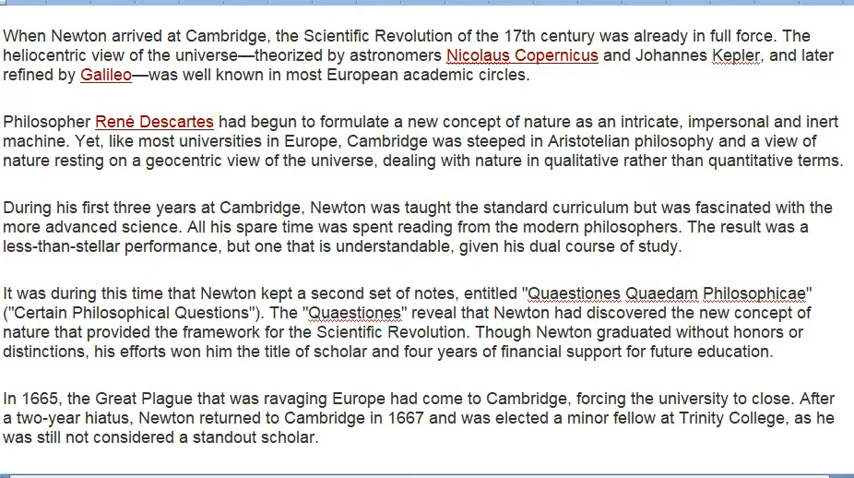 When Newton arrived at Cambridge, the Scientific Revolution of the 17th century was already in full force. The
heliocentric view of the universe—theorized by astronomers Nicolaus Copernicus and Johannes Kepler, and later
refined by Galileo—was well known in most European academic circles.
Philosopher René Descartes had begun to formulate a new concept of nature as an intricate, impersonal and inert
machine. Yet, like most universities in Europe, Cambridge was steeped in Aristotelian philosophy and a view of
nature resting on a geocentric view of the universe, dealing with nature in qualitative rather than quantitative terms.
During his first three years at Cambridge, Newton was taught the standard curriculum but was fascinated with the
more advanced science. All his spare time was spent reading from the modern philosophers. The result was a
less-than-stellar performance, but one that is understandable, given his dual course of study.
It was during this time that Newton kept a second set of notes, entitled "Quaestiones Quaedam Philosophicae"
("Certain Philosophical Questions"). The "Quaestiones" reveal that Newton had discovered the new concept of
nature that provided the framework for the Scientific Revolution. Though Newton graduated without honors or
distinctions, his efforts won him the title of scholar and four years of financial support for future education.
In 1665, the Great Plague that was ravaging Europe had come to Cambridge, forcing the university to close. After
a two-year hiatus, Newton returned to Cambridge in 1667 and was elected a minor fellow at Trinity College, as he
was still not considered a standout scholar.